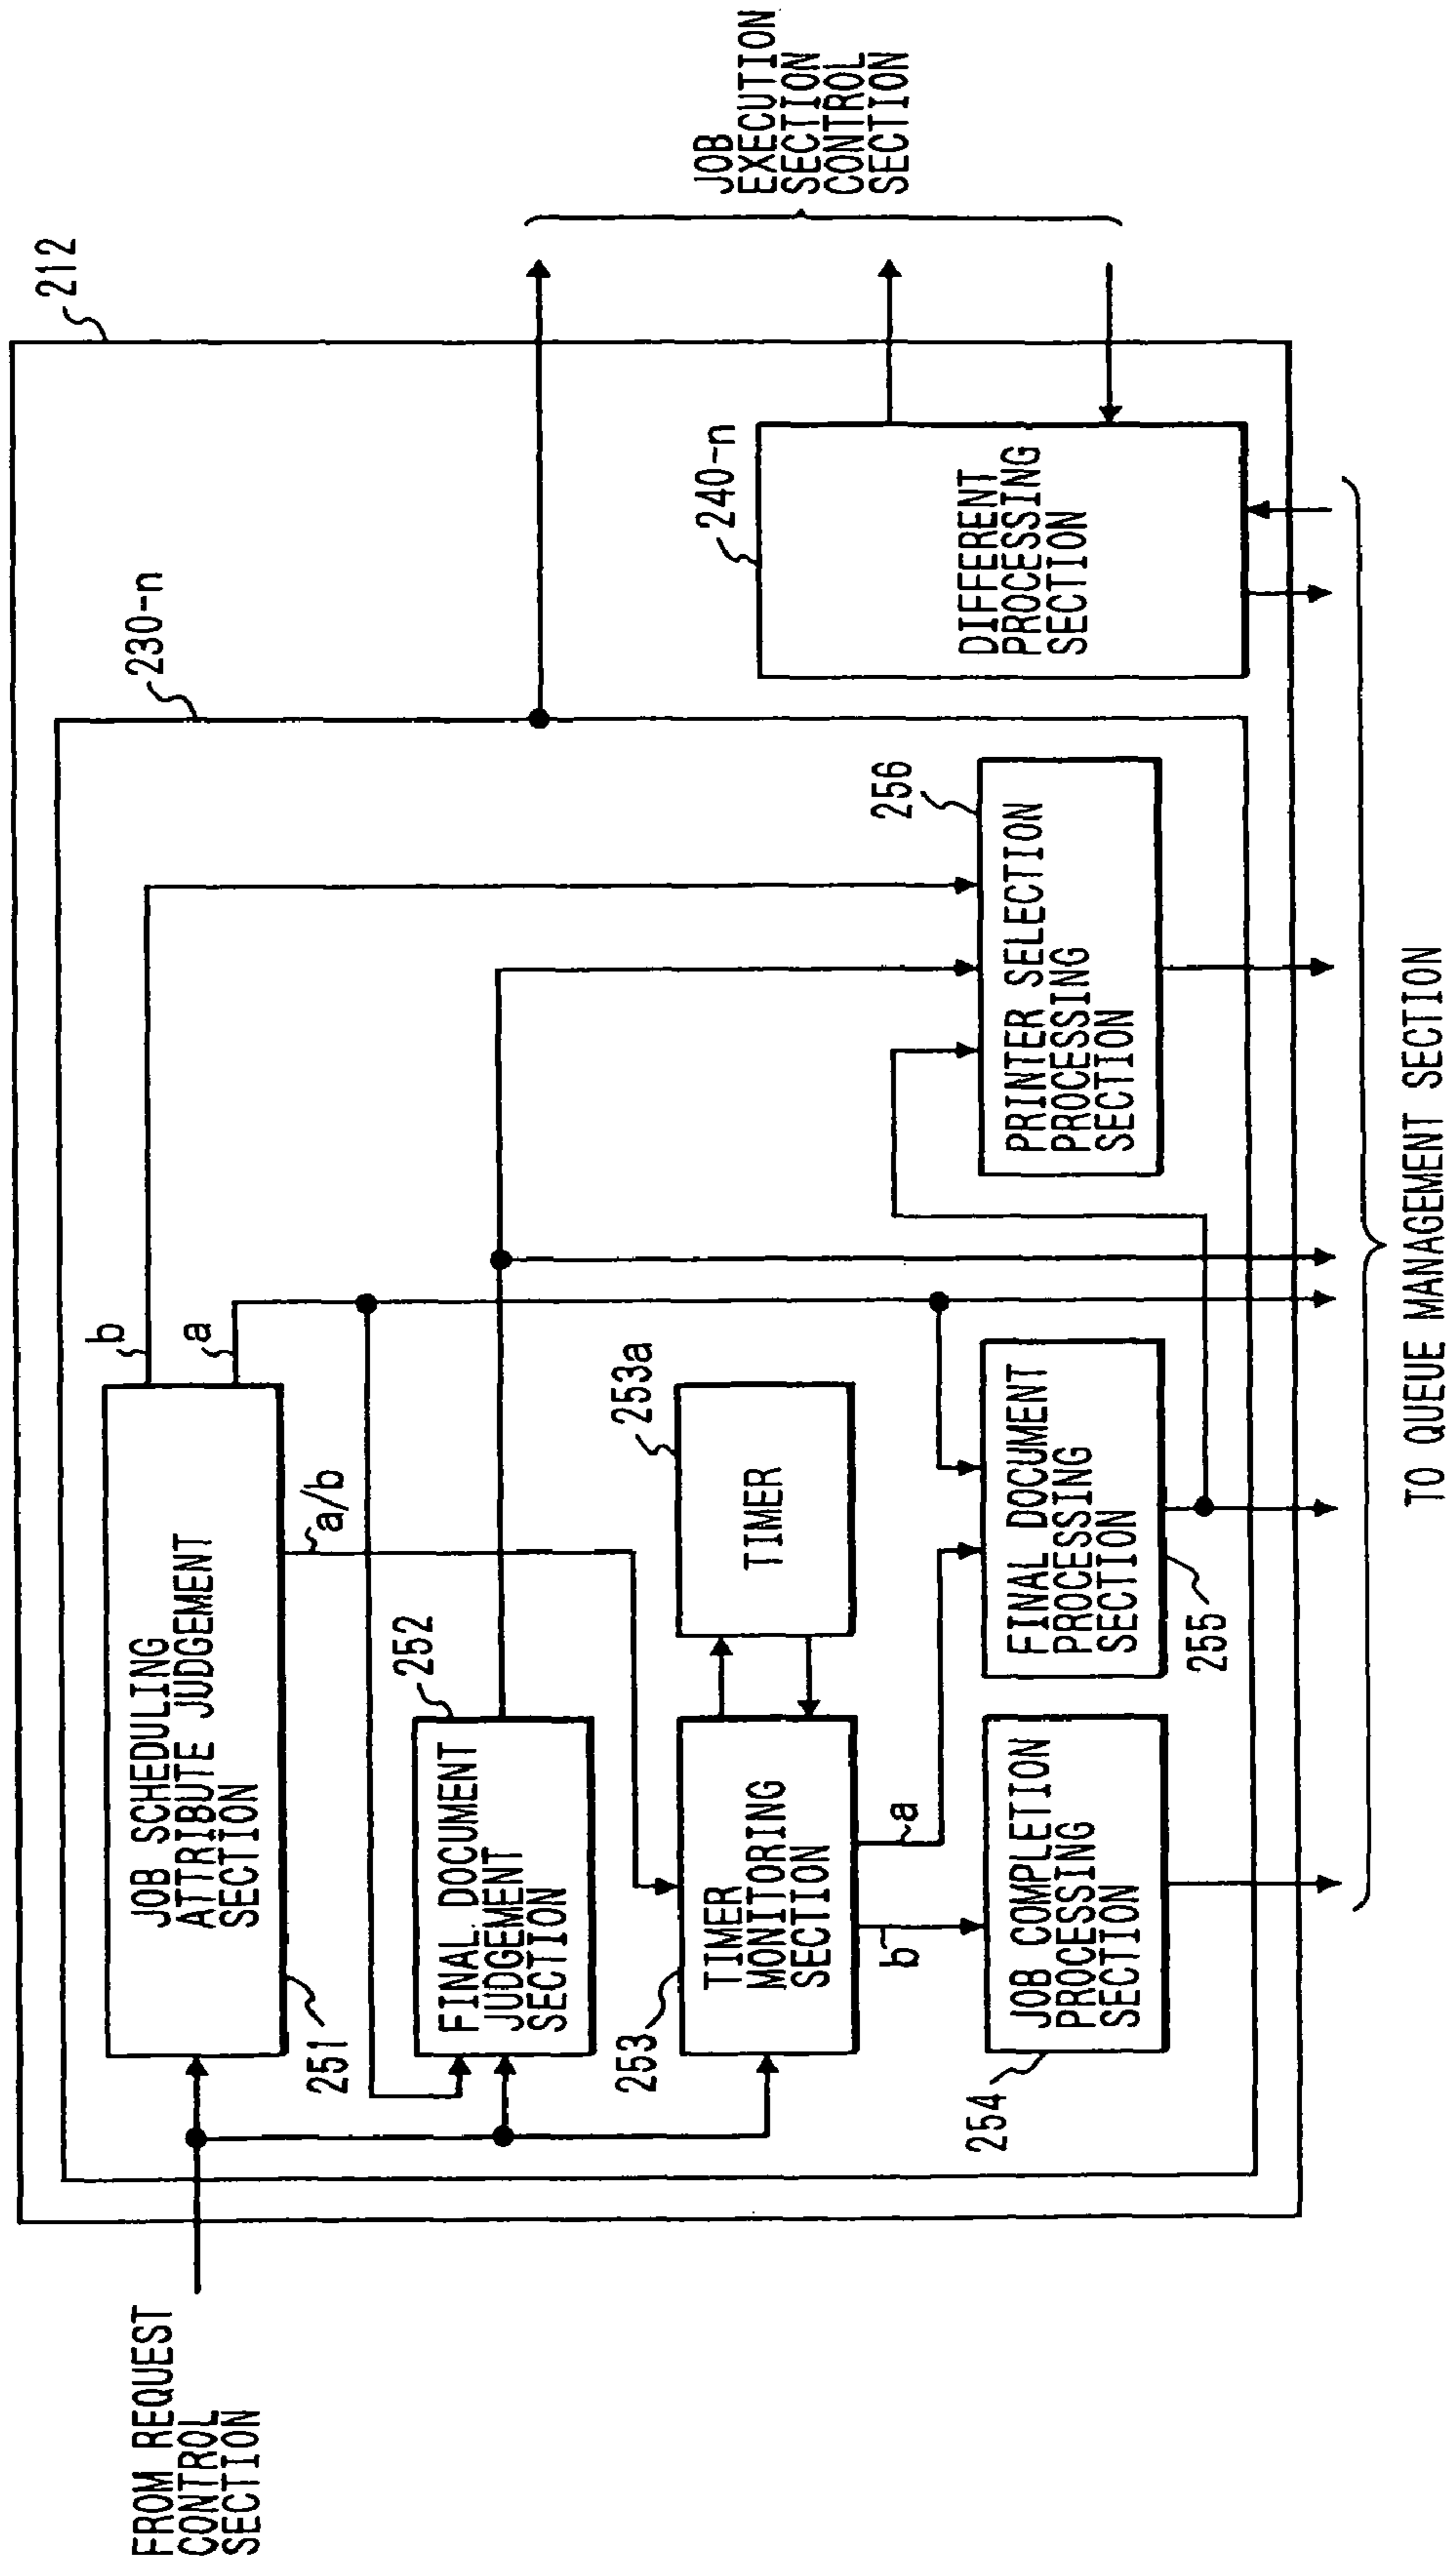 212
230-n
b
a
JOB SCHEDULING
ATTRIBUTE JUDGEMENT
SECTION
251
a/b
FROM REQUEST
CONTROL
SECTION
252
FINAL DOCUMENT
JUDGEMENT
SECTION
253a
TIMER
253
TIMER
MONITORING
SECTION
b
a
254
JOB COMPLETION
PROCESSING
SECTION
FINAL DOCUMENT
PROCESSING
SECTION
255
256
PRINTER SELECTION
PROCESSING
SECTION
240-n
DIFFERENT
PROCESSING
SECTION
JOB
EXECUTION
SECTION
CONTROL
SECTION
TO QUEUE MANAGEMENT SECTION